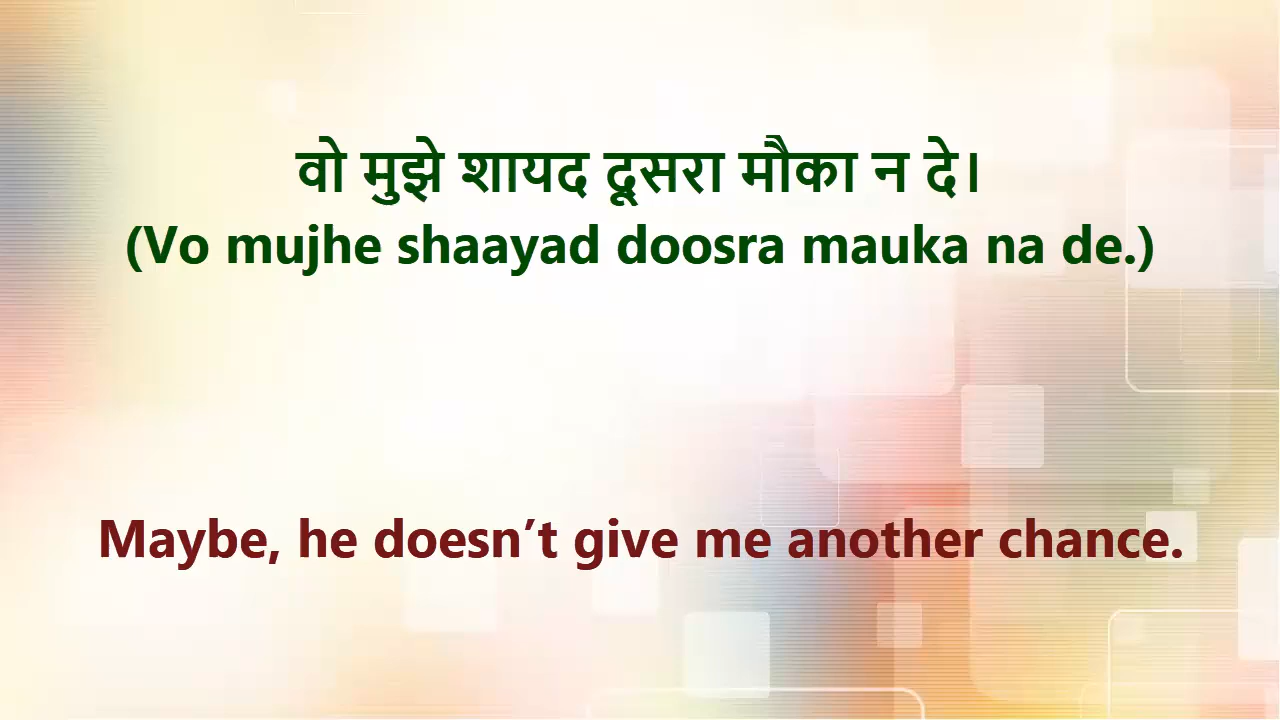 वो मुझे शायद दूसरा मौका न दे।
(Vo mujhe shaayad doosra mauka na de.)
Maybe, he doesn’t give me another chance.